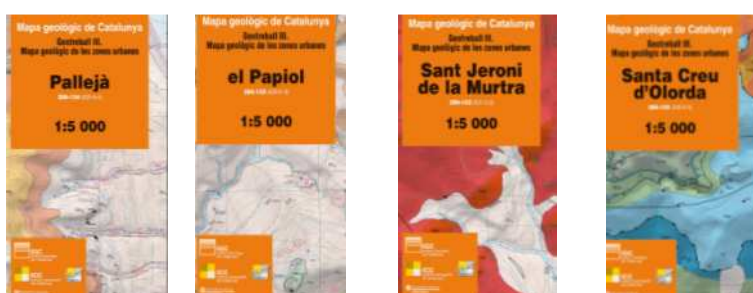 Mapa geològic de Catalunya
Geotreball III.
Mapa geològic de les zones urbanes
Pallejà
1:5 000
Mapa geològic de Catalunya
Geotreball III.
Mapa geològic de les zones urbanes
el Papiol
1:5 000
Mapa geològic de Catalunya
Geotreball III.
Mapa geològic de les zones urbanes
Sant Jeroni
de la Murtra
1:5 000
Mapa geològic de Catalunya
Geotreball III.
Mapa geològic de les zones urbanes
Santa Creu
d'Olorda
1:5 000